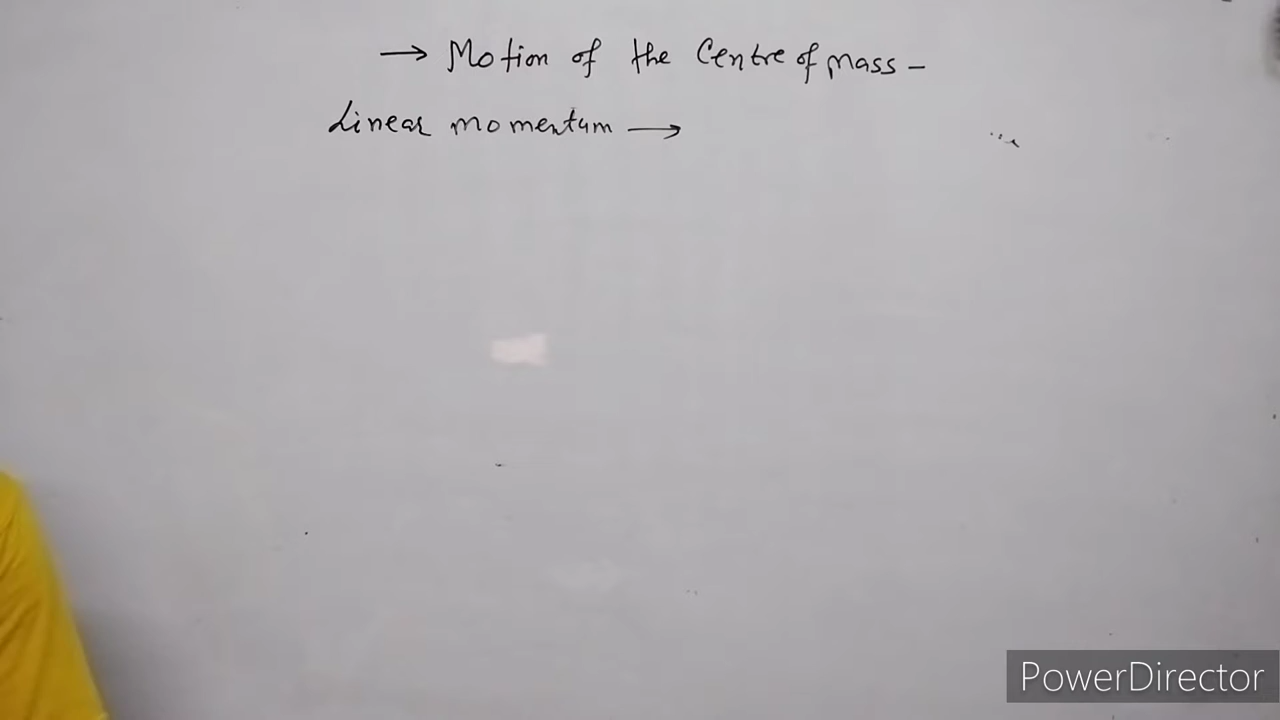 → Motion of the Centre of mass –
Linear momentum →
PowerDirector